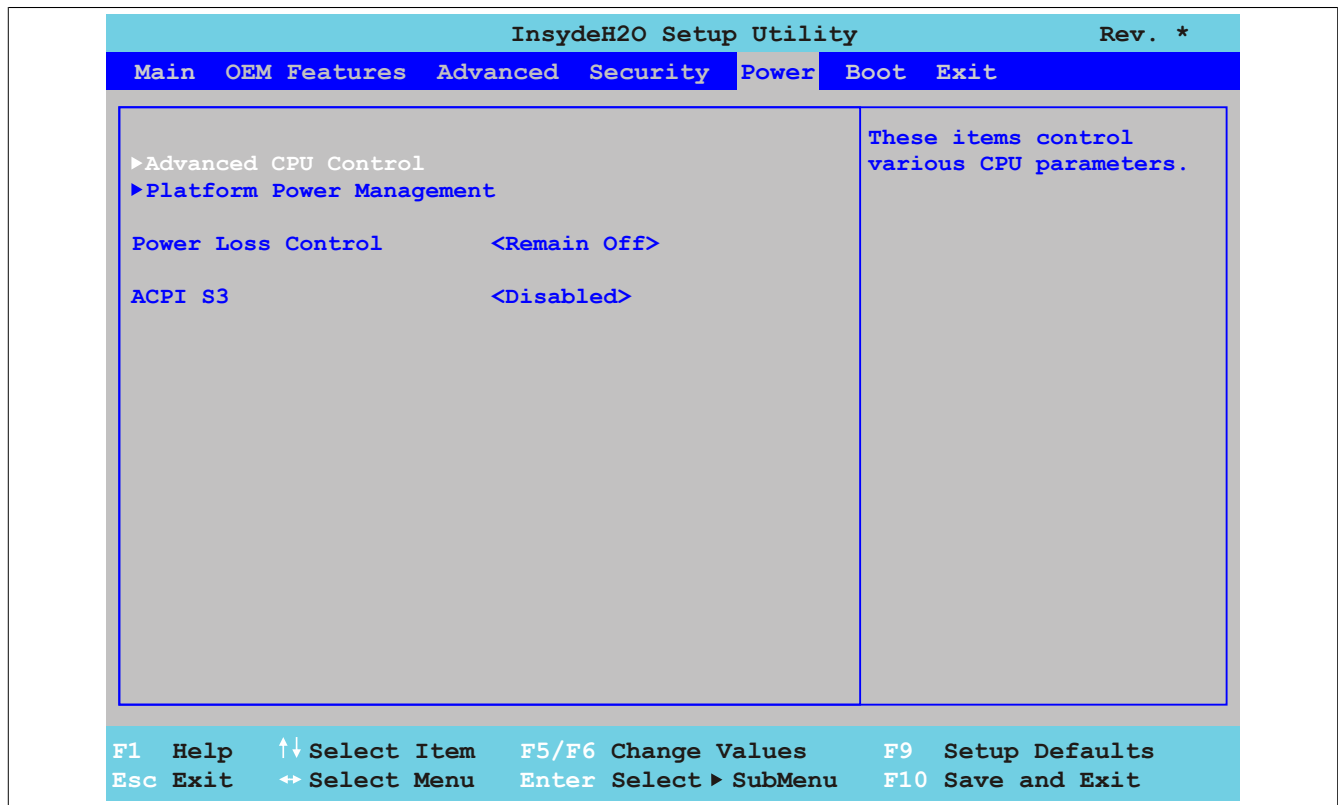 InsydeH2O Setup Utility Rev. *
Main OEM Features Advanced Security Power Boot Exit
▶Advanced CPU Control
▶Platform Power Management
Power Loss Control <Remain Off>
ACPI S3 <Disabled>
These items control
various CPU parameters.
F1 Help ↑↓ Select Item F5/F6 Change Values F9 Setup Defaults
Esc Exit ↔ Select Menu Enter Select ▶ SubMenu F10 Save and Exit